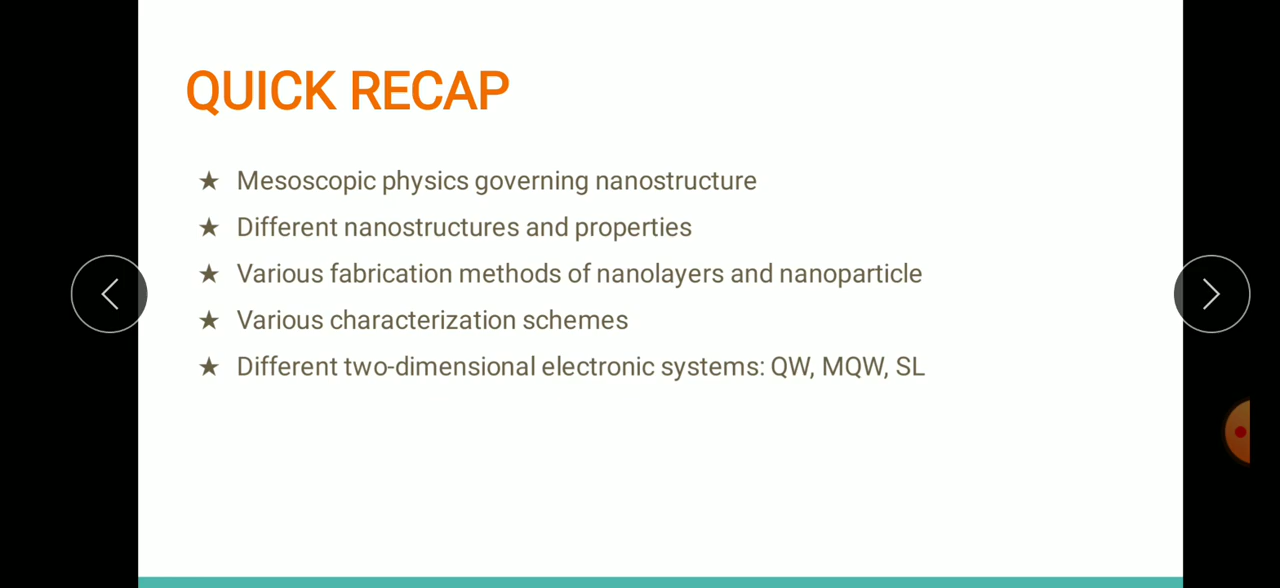 QUICK RECAP
★ Mesoscopic physics governing nanostructure
★ Different nanostructures and properties
★ Various fabrication methods of nanolayers and nanoparticle
★ Various characterization schemes
★ Different two-dimensional electronic systems: QW, MQW, SL